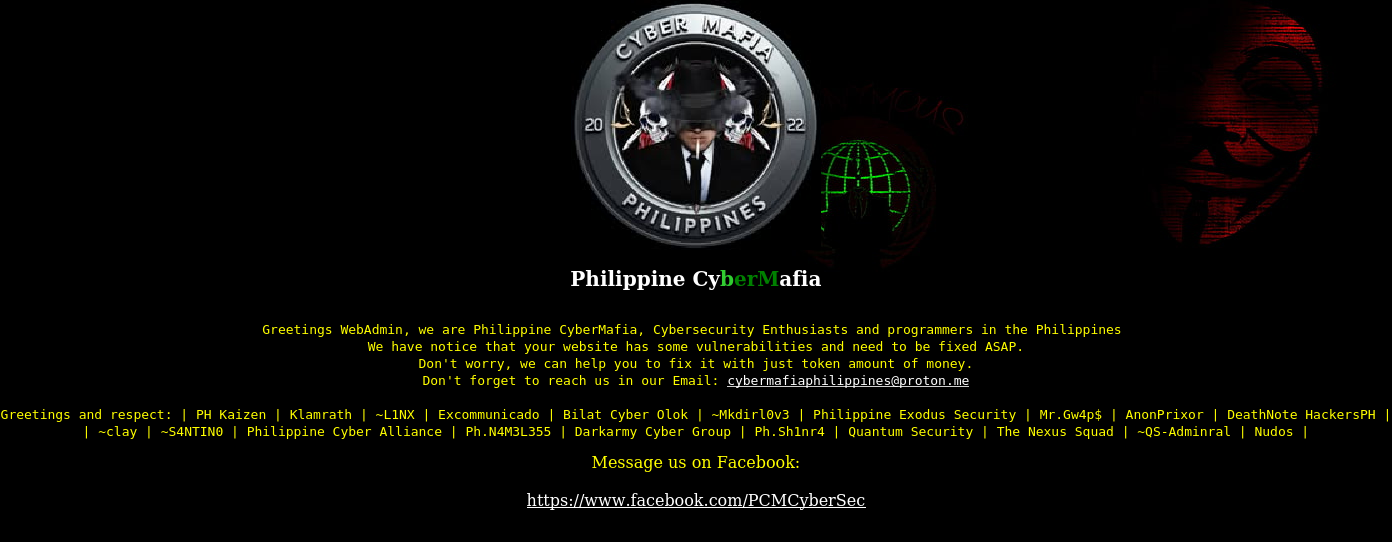 CYBER MAFIA
20 22
PHILIPPINES
Philippine CyberMafia
Greetings WebAdmin, we are Philippine CyberMafia, Cybersecurity Enthusiasts and programmers in the Philippines
We have notice that your website has some vulnerabilities and need to be fixed ASAP.
Don't worry, we can help you to fix it with just token amount of money.
Don't forget to reach us in our Email: cybermafiaphilippines@proton.me
Greetings and respect: | PH Kaizen | Klamrath | ~L1NX | Excommunicado | Bilat Cyber Olok | ~Mkdirl0v3 | Philippine Exodus Security | Mr.Gw4p$ | AnonPrixor | DeathNote HackersPH |
| ~clay | ~S4NTIN0 | Philippine Cyber Alliance | Ph.N4M3L355 | Darkarmy Cyber Group | Ph.Sh1nr4 | Quantum Security | The Nexus Squad | ~QS-Adminral | Nudos |
Message us on Facebook:
https://www.facebook.com/PCMCyberSec